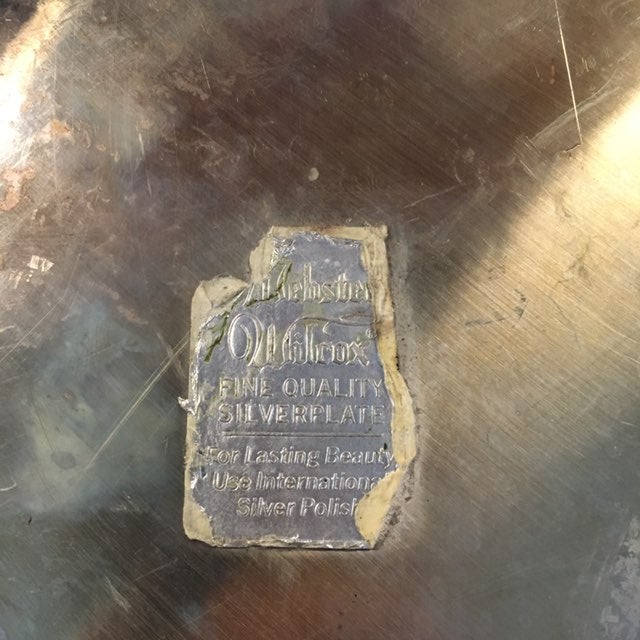 Webster
Wilcox
FINE QUALITY
SILVERPLATE
For Lasting Beauty
Use International
Silver Polish